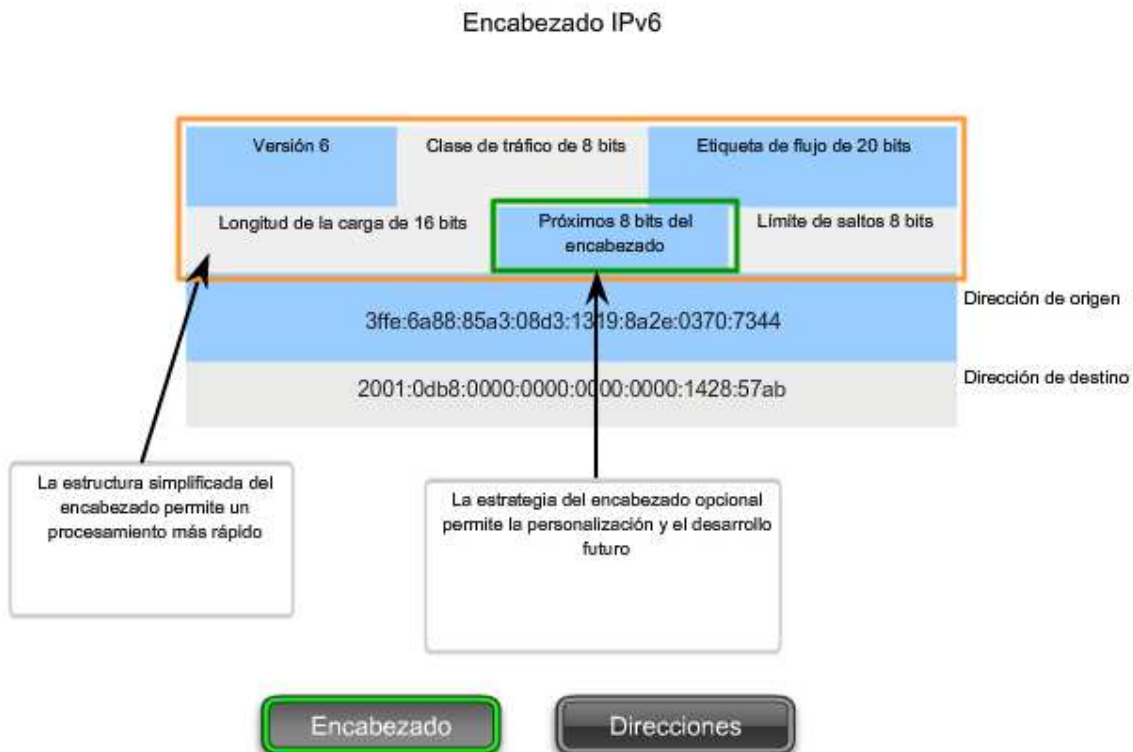 Encabezado IPv6
Versión 6
Clase de tráfico de 8 bits
Etiqueta de flujo de 20 bits
Longitud de la carga de 16 bits
Próximos 8 bits del
encabezado
Límite de saltos 8 bits
Dirección de origen
3ffe:6a88:85a3:08d3:1319:8a2e:0370:7344
Dirección de destino
2001:0db8:0000:0000:0000:0000:1428:57ab
La estructura simplificada del
encabezado permite un
procesamiento más rápido
La estrategia del encabezado opcional
permite la personalización y el desarrollo
futuro
Encabezado
Direcciones